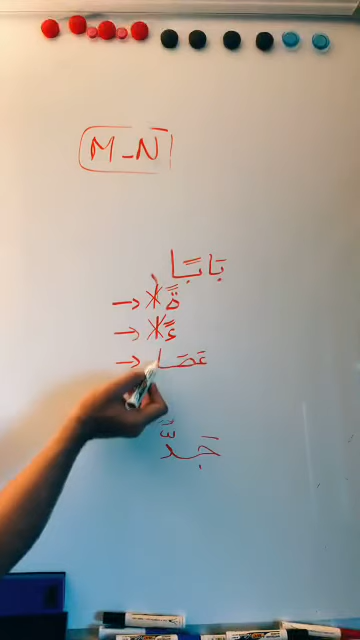 M-N
بَابًا
ةً ا ←
ءً ا ←
عَصَا ←
جَدٍّ